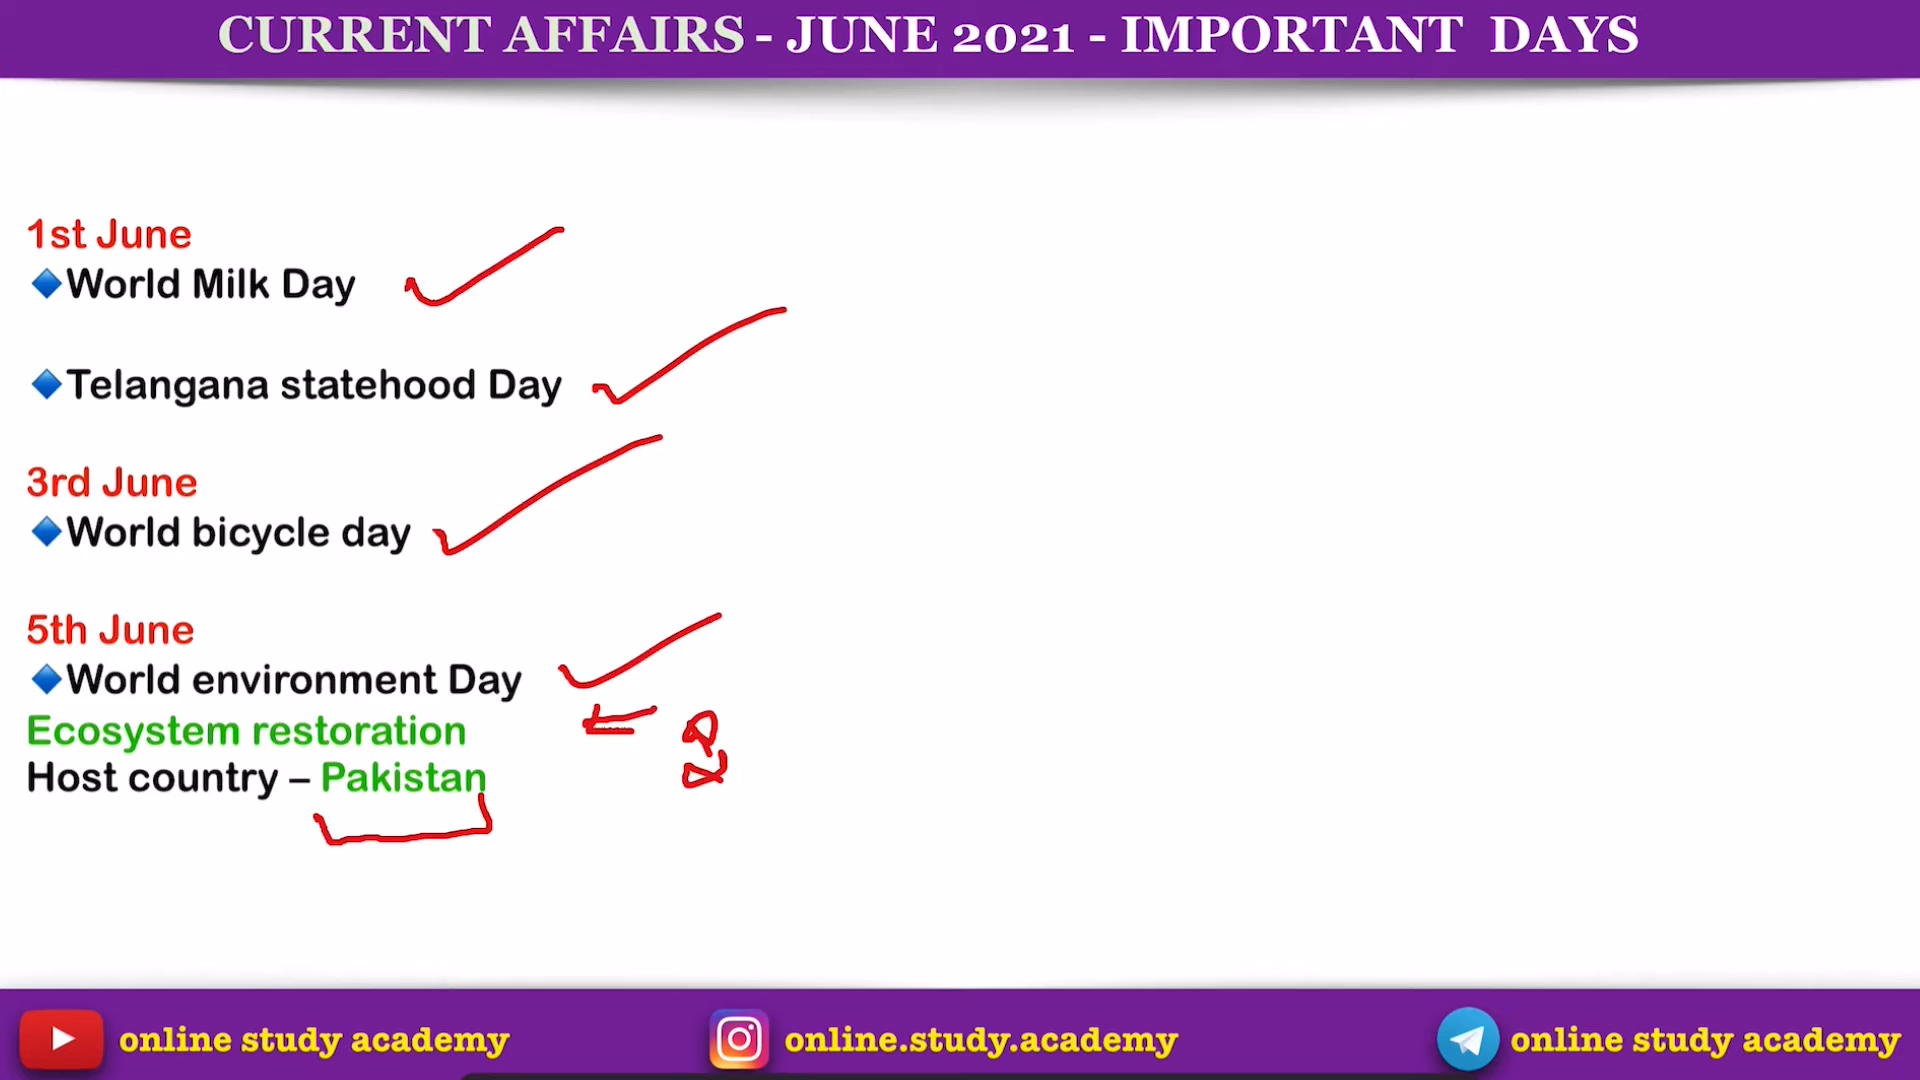 CURRENT AFFAIRS - JUNE 2021 - IMPORTANT DAYS
1st June
World Milk Day
Telangana statehood Day
3rd June
World bicycle day
5th June
World environment Day
Ecosystem restoration
Host country – Pakistan
online study academy
online.study.academy
online study academy